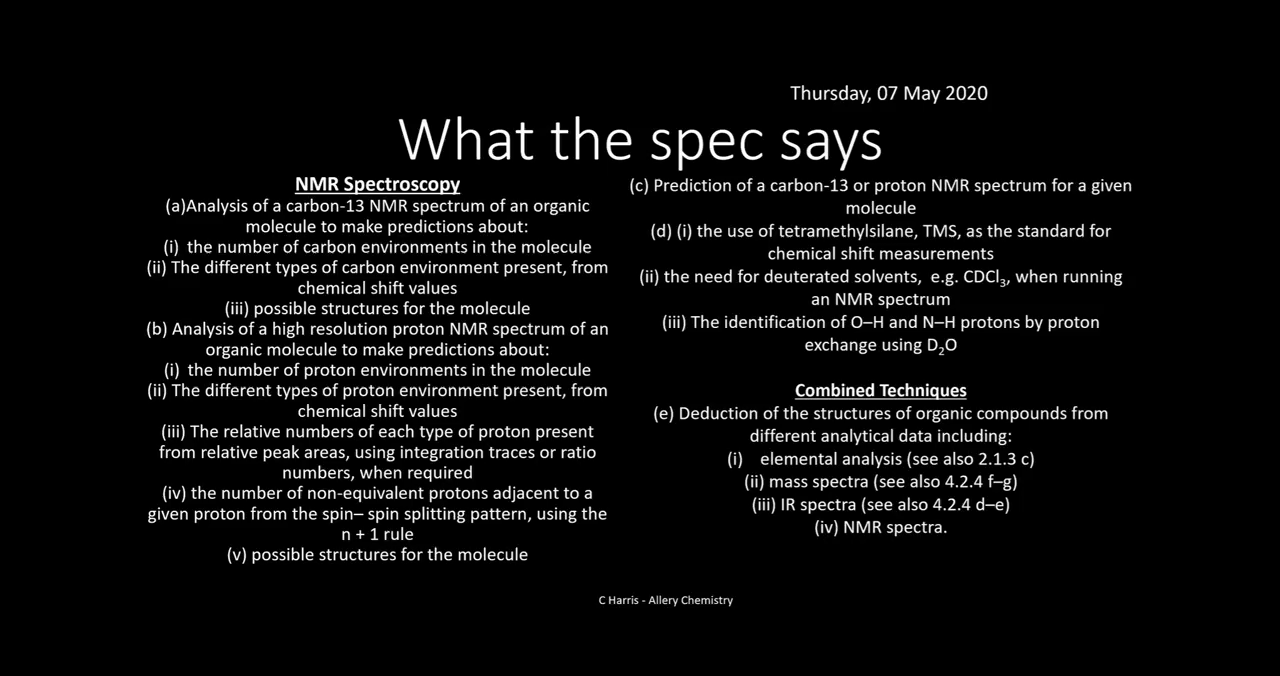 Thursday, 07 May 2020
What the spec says
NMR Spectroscopy
(a)Analysis of a carbon-13 NMR spectrum of an organic
molecule to make predictions about:
(i) the number of carbon environments in the molecule
(ii) The different types of carbon environment present, from
chemical shift values
(iii) possible structures for the molecule
(b) Analysis of a high resolution proton NMR spectrum of an
organic molecule to make predictions about:
(i) the number of proton environments in the molecule
(ii) The different types of proton environment present, from
chemical shift values
(iii) The relative numbers of each type of proton present
from relative peak areas, using integration traces or ratio
numbers, when required
(iv) the number of non-equivalent protons adjacent to a
given proton from the spin– spin splitting pattern, using the
n + 1 rule
(v) possible structures for the molecule
(c) Prediction of a carbon-13 or proton NMR spectrum for a given
molecule
(d) (i) the use of tetramethylsilane, TMS, as the standard for
chemical shift measurements
(ii) the need for deuterated solvents, e.g. CDCl₃, when running
an NMR spectrum
(iii) The identification of O–H and N–H protons by proton
exchange using D₂O
Combined Techniques
(e) Deduction of the structures of organic compounds from
different analytical data including:
(i) elemental analysis (see also 2.1.3 c)
(ii) mass spectra (see also 4.2.4 f–g)
(iii) IR spectra (see also 4.2.4 d–e)
(iv) NMR spectra.
C Harris - Allery Chemistry